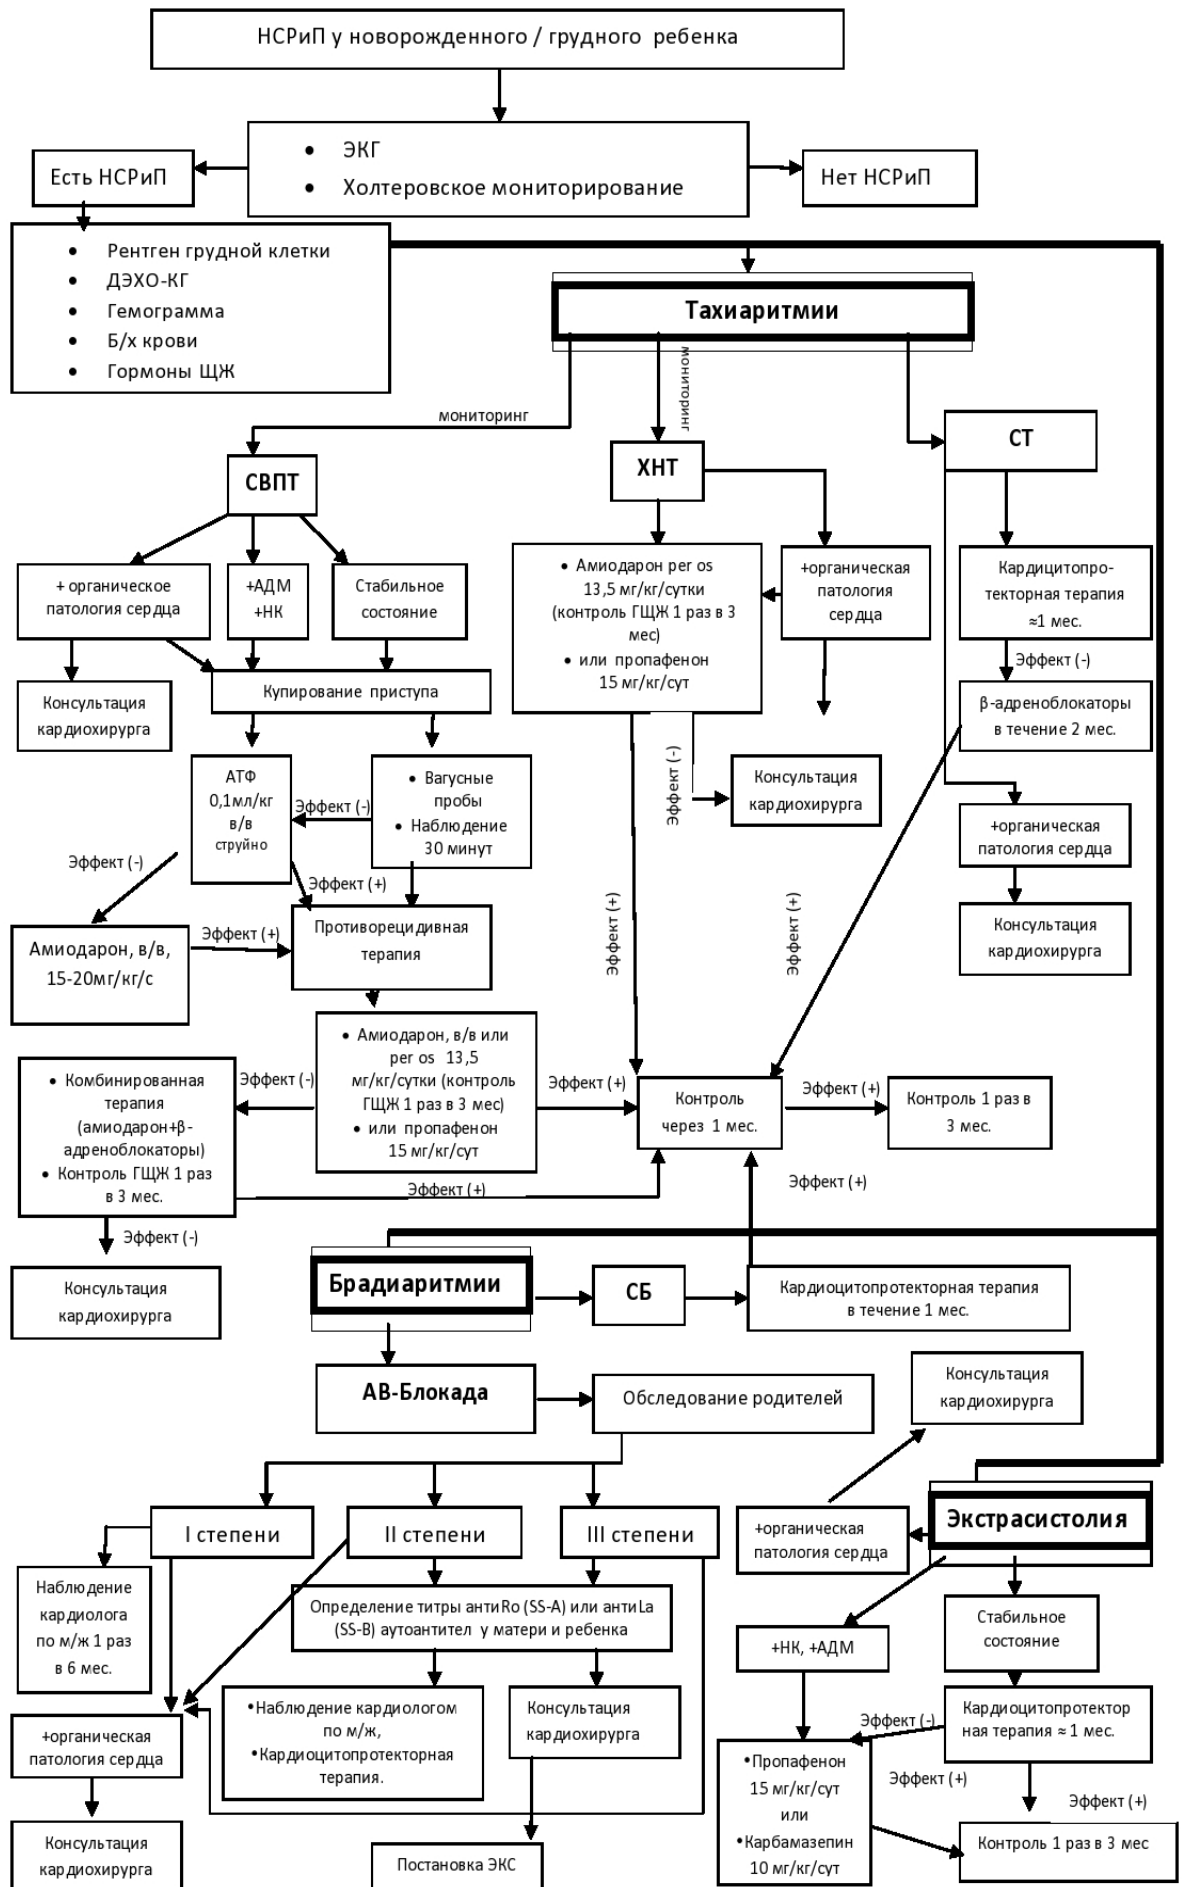 НСРиП у новорожденного / грудного ребенка
• ЭКГ
• Холтеровское мониторирование
Есть НСРиП
Нет НСРиП
• Рентген грудной клетки
• ДЭХО-КГ
• Гемограмма
• Б/х крови
• Гормоны ЩЖ
Тахиаритмии
мониторинг
мониторинг
СВПТ
ХНТ
СТ
+ органическое
патология сердца
+АДМ
+НК
Стабильное
состояние
• Амиодарон per os
13,5 мг/кг/сутки
(контроль ГЩЖ 1 раз в 3
мес)
• или пропафенон
15 мг/кг/сут
+органическая
патология
сердца
Кардицитопро-
текторная терапия
≈1 мес.
Эффект (-)
β-адреноблокаторы
в течение 2 мес.
Консультация
кардиохирурга
Купирование приступа
АТФ
0,1мл/кг
в/в
струйно
Эффект (-)
• Вагусные
пробы
• Наблюдение
30 минут
Эффект (-)
Консультация
кардиохирурга
+органическая
патология сердца
Консультация
кардиохирурга
Эффект (-)
Эффект (+)
Амиодарон, в/в,
15-20мг/кг/с
Эффект (+)
Противорецидивная
терапия
Эффект (+)
Эффект (+)
• Комбинированная
терапия
(амиодарон+β-
адреноблокаторы)
• Контроль ГЩЖ 1 раз
в 3 мес.
Эффект (-)
• Амиодарон, в/в или
per os 13,5
мг/кг/сутки (контроль
ГЩЖ 1 раз в 3 мес)
• или пропафенон
15 мг/кг/сут
Эффект (+)
Контроль
через 1 мес.
Эффект (+)
Контроль 1 раз в
3 мес.
Эффект (+)
Эффект (+)
Эффект (-)
Консультация
кардиохирурга
Брадиаритмии
СБ
Кардиоцитопротекторная терапия
в течение 1 мес.
АВ-Блокада
Обследование родителей
Консультация
кардиохирурга
I степени
II степени
III степени
+органическая
патология сердца
Экстрасистолия
Наблюдение
кардиолога
по м/ж 1 раз
в 6 мес.
Определение титры антиRo (SS-A) или антиLa
(SS-B) аутоантител у матери и ребенка
+НК, +АДМ
Стабильное
состояние
+органическая
патология сердца
•Наблюдение кардиологом
по м/ж,
•Кардиоцитопротекторная
терапия.
Консультация
кардиохирурга
Эффект (-)
Кардиоцитопротектор
ная терапия ≈ 1 мес.
•Пропафенон
15 мг/кг/сут
или
•Карбамазепин
10 мг/кг/сут
Эффект (+)
Эффект (+)
Консультация
кардиохирурга
Постановка ЭКС
Контроль 1 раз в 3 мес